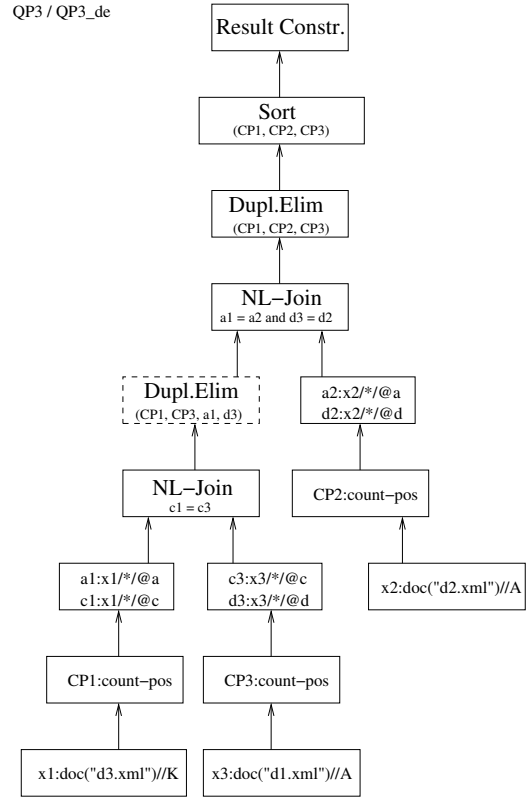 QP3 / QP3_de
Result Constr.
Sort
(CP1, CP2, CP3)
Dupl.Elim
(CP1, CP2, CP3)
NL−Join
a1 = a2 and d3 = d2
Dupl.Elim
(CP1, CP3, a1, d3)
a2:x2/*/@a
d2:x2/*/@d
NL−Join
c1 = c3
CP2:count−pos
a1:x1/*/@a
c1:x1/*/@c
c3:x3/*/@c
d3:x3/*/@d
x2:doc("d2.xml")//A
CP1:count−pos
CP3:count−pos
x1:doc("d3.xml")//K
x3:doc("d1.xml")//A